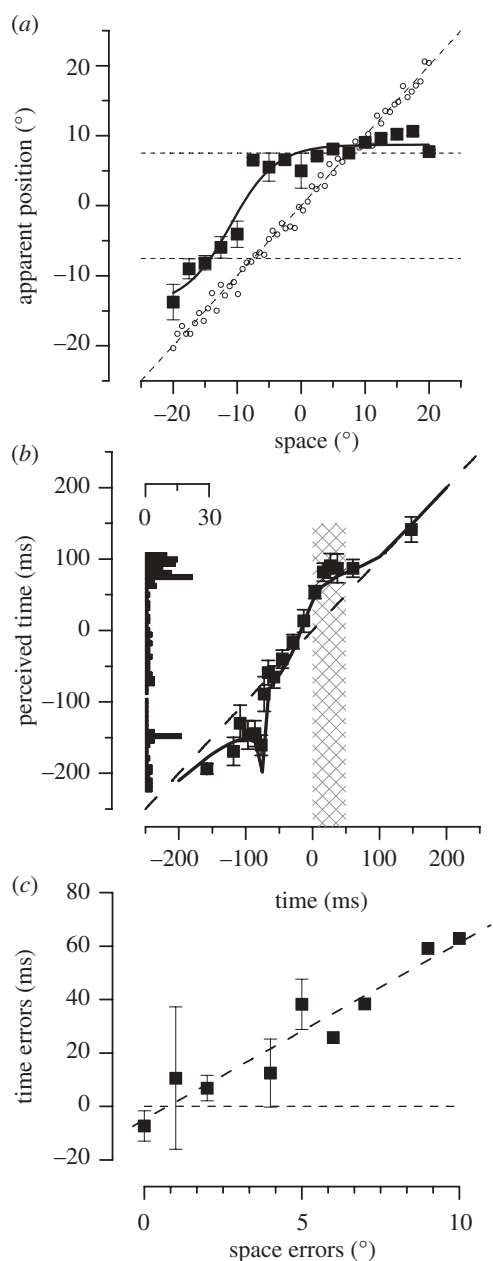 (a)
20
10
0
−10
−20
apparent position (°)
−20 −10 0 10 20
space (°)
(b)
0 30
200
100
0
−100
−200
perceived time (ms)
−200 −100 0 100 200
time (ms)
(c)
80
60
40
20
0
−20
time errors (ms)
0 5 10
space errors (°)